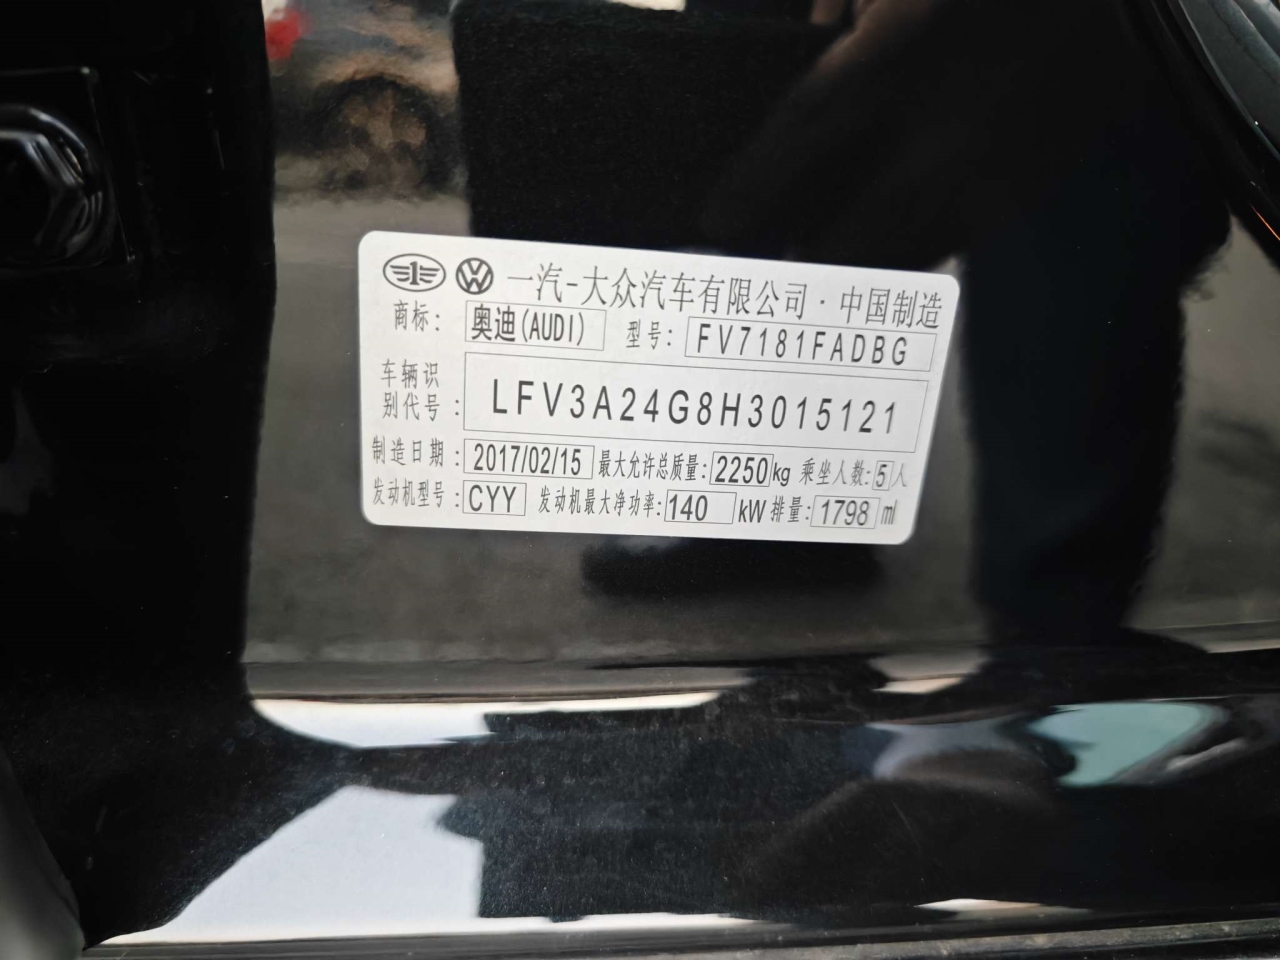 一汽-大众汽车有限公司·中国制造
商标: 奥迪(AUDI) 型号: FV7181FADBG
车辆识
别代号: LFV3A24G8H3015121
制造日期: 2017/02/15 最大允许总质量: 2250kg 乘坐人数: 5人
发动机型号: CYY 发动机最大净功率: 140 kW 排量: 1798 ml